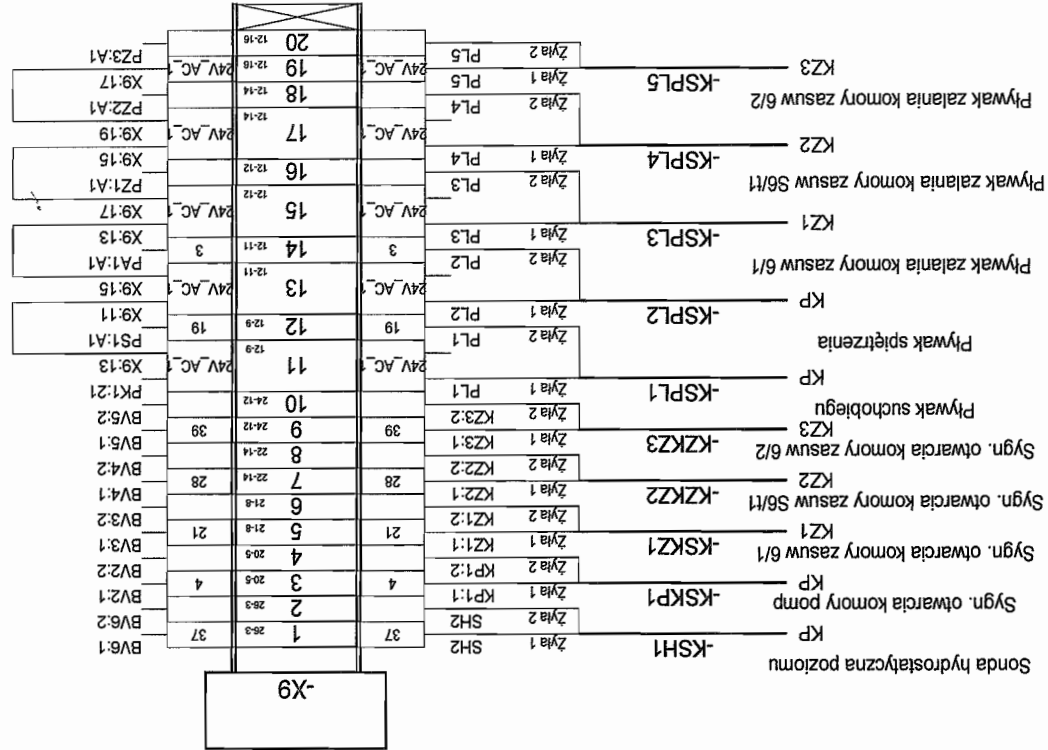 -X9
Sonda hydrostatyczna poziomu
KP
-KSH1
Żyła 1 SH2 37 1 26-3 37 BV6:1
Żyła 2 SH2 2 26-3 BV6:2
Sygn. otwarcia komory pomp
KP
-KSKP1
Żyła 1 KP1:1 4 3 20-5 4 BV2:1
Żyła 2 KP1:2 4 20-5 BV2:2
Sygn. otwarcia komory zasuw 6/1
KZ1
-KSKZ1
Żyła 1 KZ1:1 21 5 21-8 21 BV3:1
Żyła 2 KZ1:2 6 21-8 BV3:2
Sygn. otwarcia komory zasuw S6/t1
KZ2
-KZKZ2
Żyła 1 KZ2:1 28 7 22-14 28 BV4:1
Żyła 2 KZ2:2 8 22-14 BV4:2
Sygn. otwarcia komory zasuw 6/2
KZ3
-KZKZ3
Żyła 1 KZ3:1 39 9 24-12 39 BV5:1
Żyła 2 KZ3:2 10 24-12 BV5:2
Pływak suchobiegu
KP
-KSPL1
Żyła 1 PL1 24V_AC_1 11 12-9 24V_AC_1 PK1:21
X9:13
Żyła 2 PL1 19 12 12-9 19 PS1:A1
Pływak spiętrzenia
KP
-KSPL2
Żyła 1 PL2 24V_AC_1 13 12-11 24V_AC_1 X9:11
X9:15
Żyła 2 PL2 3 14 12-11 3 PA1:A1
Pływak zalania komory zasuw 6/1
KZ1
-KSPL3
Żyła 1 PL3 24V_AC_1 15 12-12 24V_AC_1 X9:13
X9:17
Żyła 2 PL3 16 12-12 PZ1:A1
Pływak zalania komory zasuw S6/t1
KZ2
-KSPL4
Żyła 1 PL4 24V_AC_1 17 12-14 24V_AC_1 X9:15
X9:19
Żyła 2 PL4 18 12-14 PZ2:A1
Pływak zalania komory zasuw 6/2
KZ3
-KSPL5
Żyła 1 PL5 24V_AC_1 19 12-16 24V_AC_1 X9:17
Żyła 2 PL5 20 12-16 PZ3:A1